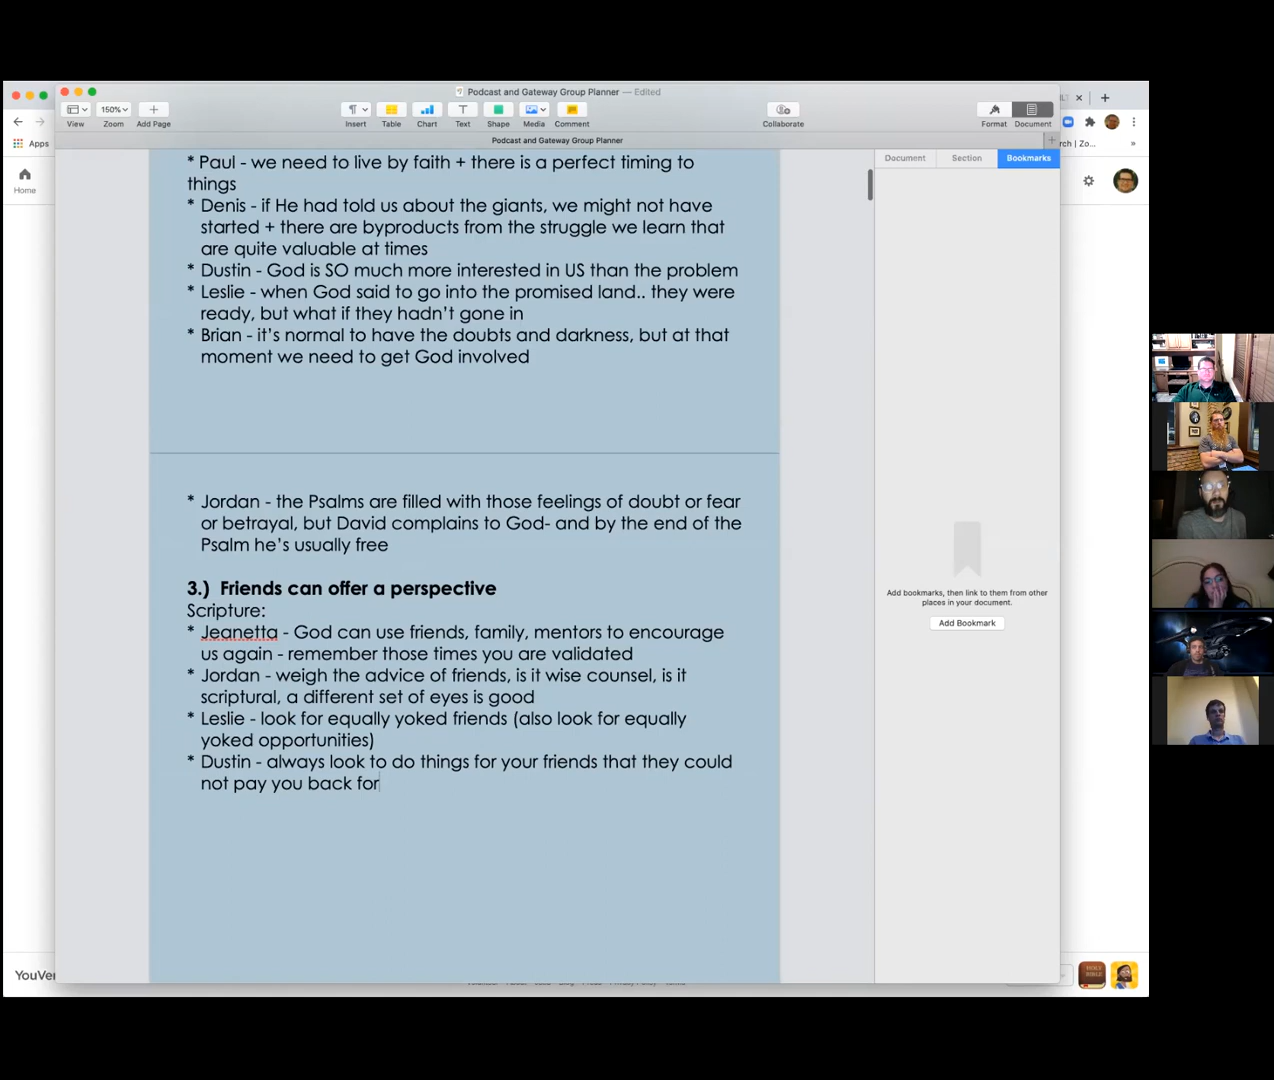 Podcast and Gateway Group Planner — Edited
150%
View
Zoom
Add Page
Insert
Table
Chart
Text
Shape
Media
Comment
Collaborate
Format
Document
Podcast and Gateway Group Planner
Apps
Home
Document
Section
Bookmarks
* Paul - we need to live by faith + there is a perfect timing to
things
* Denis - if He had told us about the giants, we might not have
started + there are byproducts from the struggle we learn that
are quite valuable at times
* Dustin - God is SO much more interested in US than the problem
* Leslie - when God said to go into the promised land.. they were
ready, but what if they hadn't gone in
* Brian - it's normal to have the doubts and darkness, but at that
moment we need to get God involved
* Jordan - the Psalms are filled with those feelings of doubt or fear
or betrayal, but David complains to God- and by the end of the
Psalm he's usually free
3.) Friends can offer a perspective
Scripture:
* Jeanetta - God can use friends, family, mentors to encourage
us again - remember those times you are validated
* Jordan - weigh the advice of friends, is it wise counsel, is it
scriptural, a different set of eyes is good
* Leslie - look for equally yoked friends (also look for equally
yoked opportunities)
* Dustin - always look to do things for your friends that they could
not pay you back for
Add bookmarks, then link to them from other
places in your document.
Add Bookmark
rch | Zo...
YouVer
HOLY
BIBLE